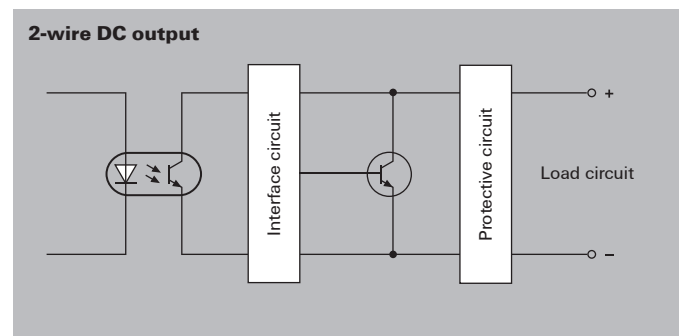 2-wire DC output
Interface circuit
Protective circuit
+
Load circuit
–